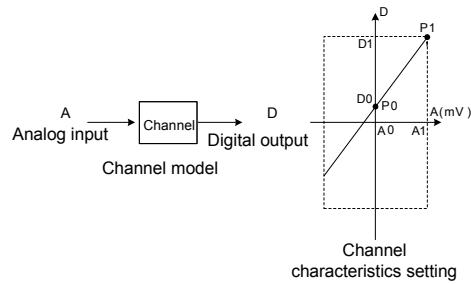 A
Analog input
Channel
D
Digital output
Channel model
D
P1
D1
D0
P0
A(mV)
A0
A1
Channel
characteristics setting